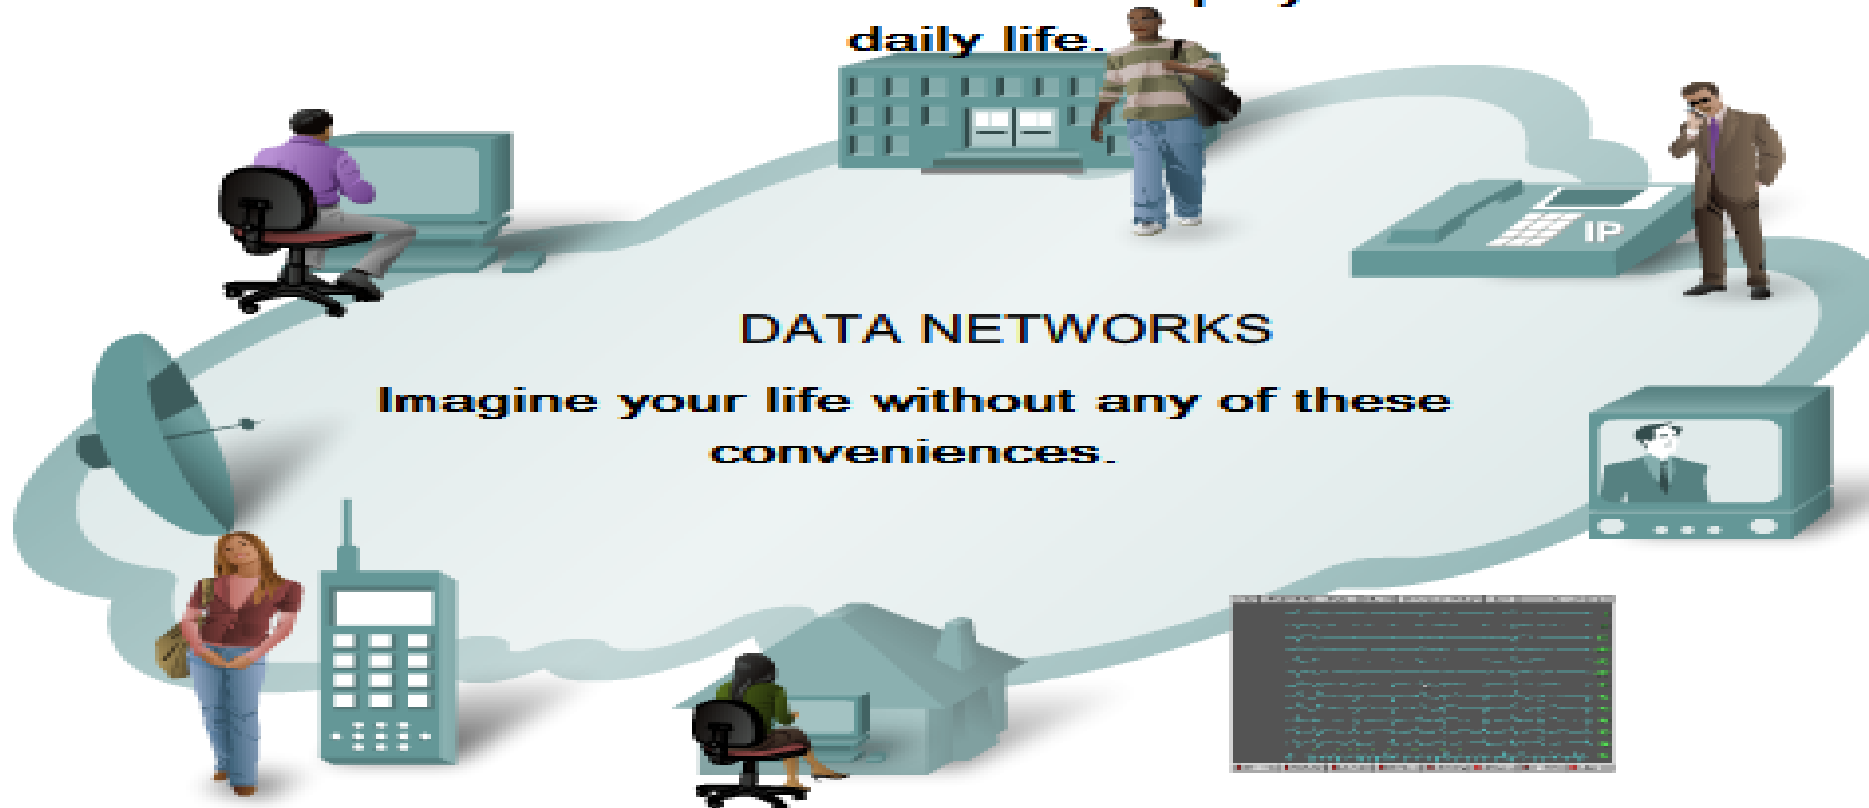 daily life.
IP
DATA NETWORKS
Imagine your life without any of these
conveniences.